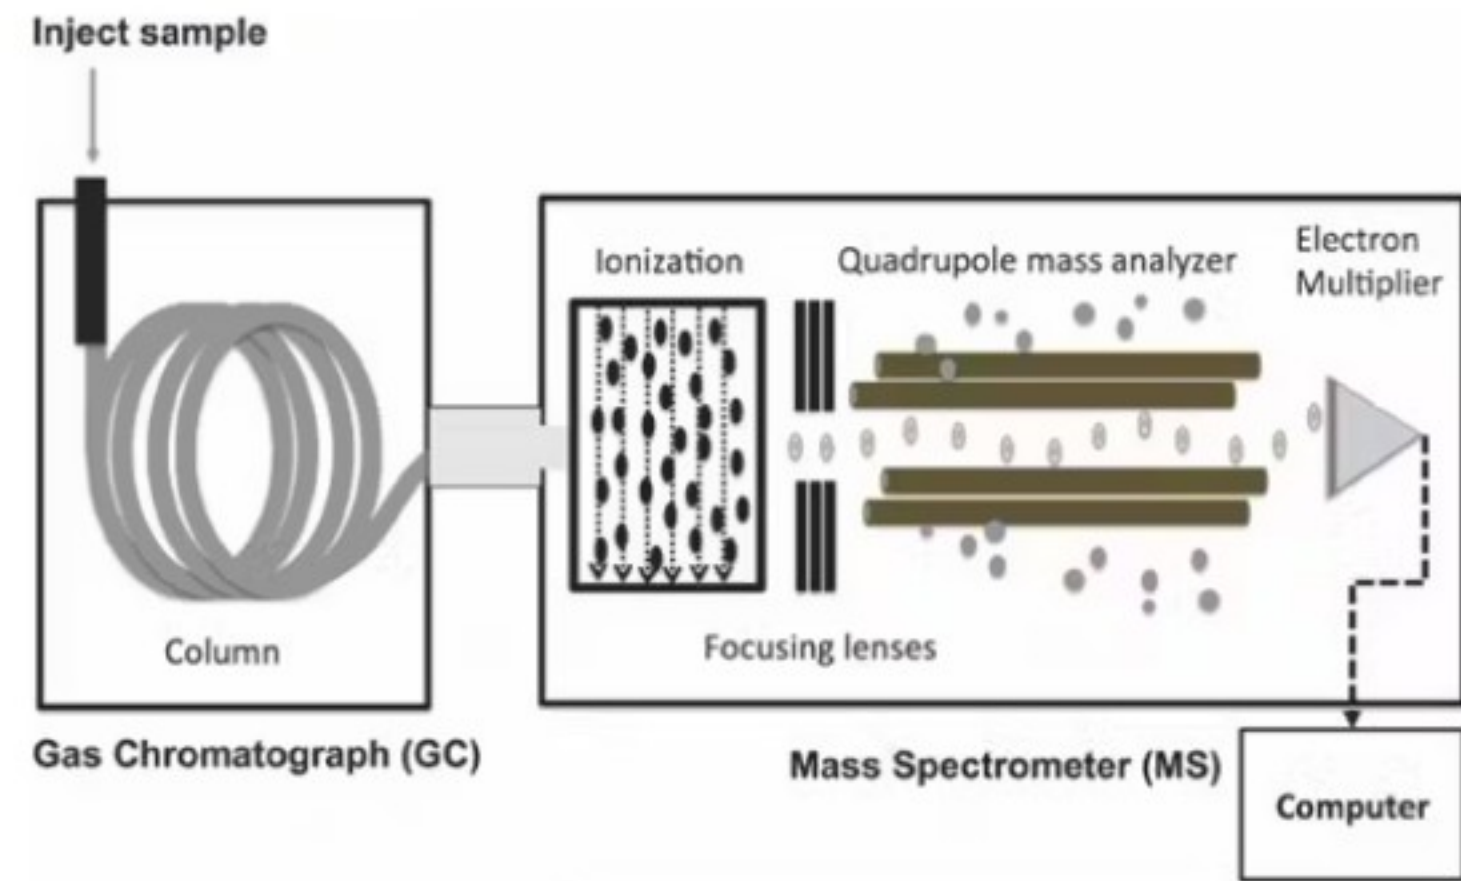 Inject sample
Ionization
Quadrupole mass analyzer
Electron
Multiplier
Column
Focusing lenses
Gas Chromatograph (GC)
Mass Spectrometer (MS)
Computer